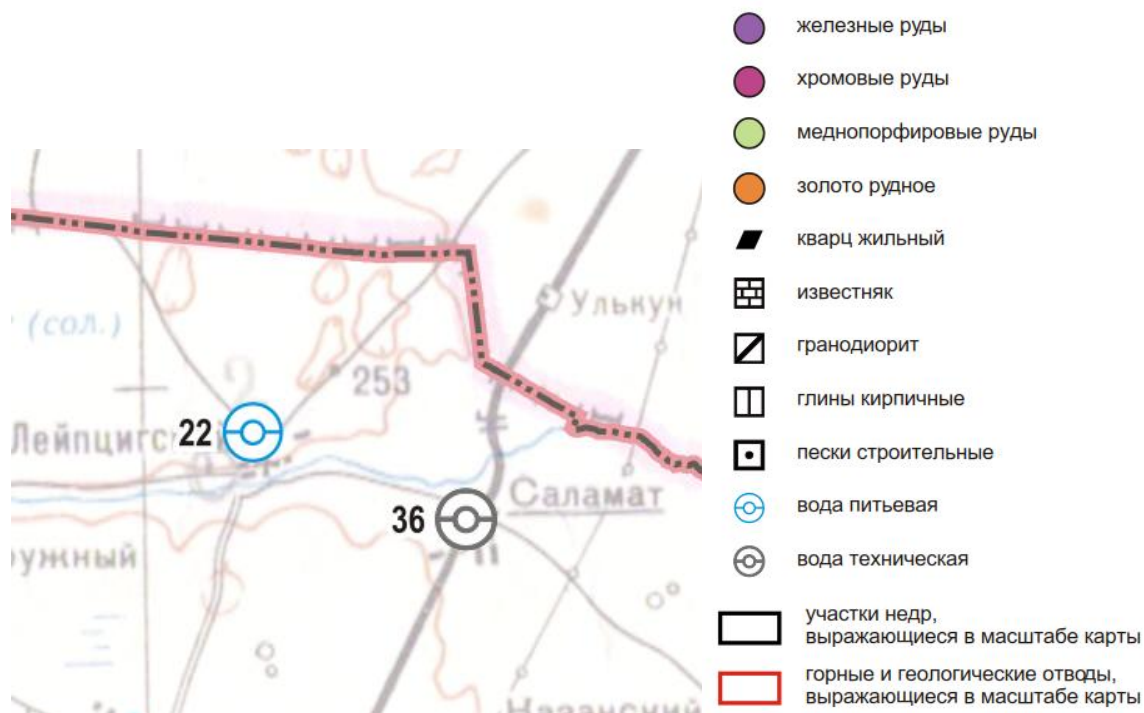 (сол.)
Улькун
253
22
Лейпцигский
36
Саламат
ужный
Казанский
железные руды
хромовые руды
меднопорфировые руды
золото рудное
кварц жильный
известняк
гранодиорит
глины кирпичные
пески строительные
вода питьевая
вода техническая
участки недр,
выражающиеся в масштабе карты
горные и геологические отводы,
выражающиеся в масштабе карты